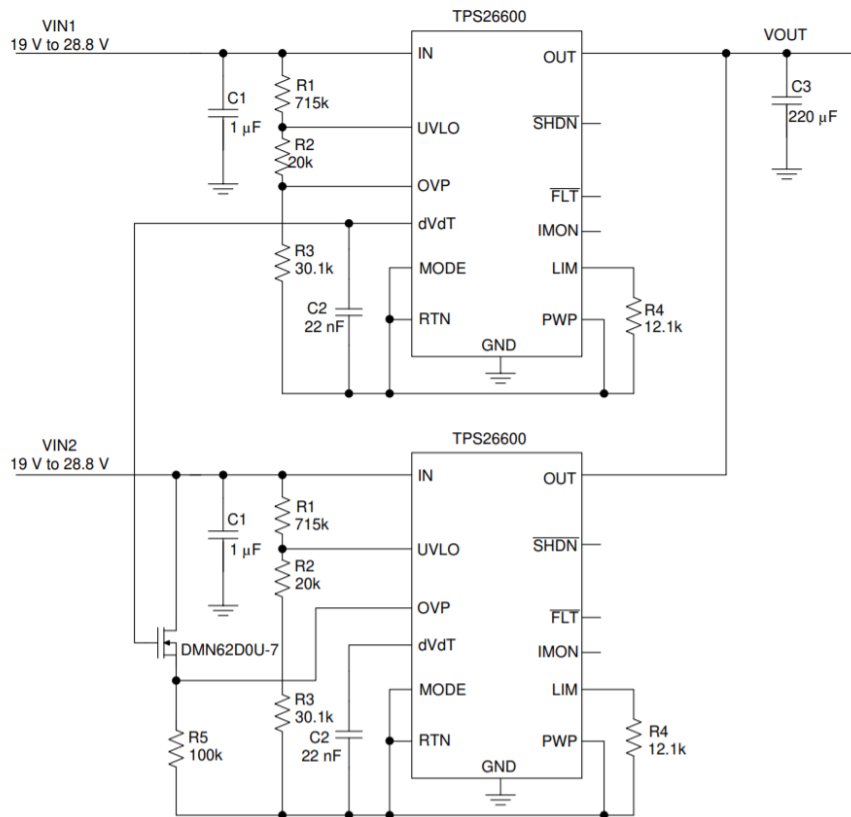 TPS26600
VIN1
19 V to 28.8 V
VOUT
IN
OUT
R1
715k
C1
1 μF
C3
220 μF
UVLO
SHDN
R2
20k
OVP
FLT
dVdT
IMON
R3
30.1k
MODE
LIM
C2
22 nF
R4
12.1k
RTN
PWP
GND
TPS26600
VIN2
19 V to 28.8 V
IN
OUT
R1
715k
C1
1 μF
UVLO
SHDN
R2
20k
OVP
FLT
DMN62D0U-7
dVdT
IMON
R3
30.1k
MODE
LIM
R5
100k
C2
22 nF
R4
12.1k
RTN
PWP
GND